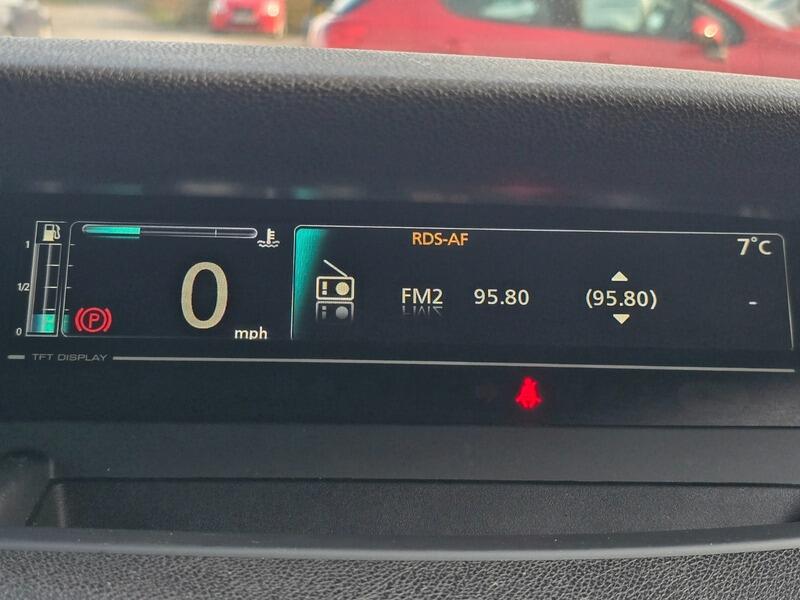 RDS-AF
7°C
1
1/2
0
P
0
mph
FM2 95.80 (95.80) -
TFT DISPLAY